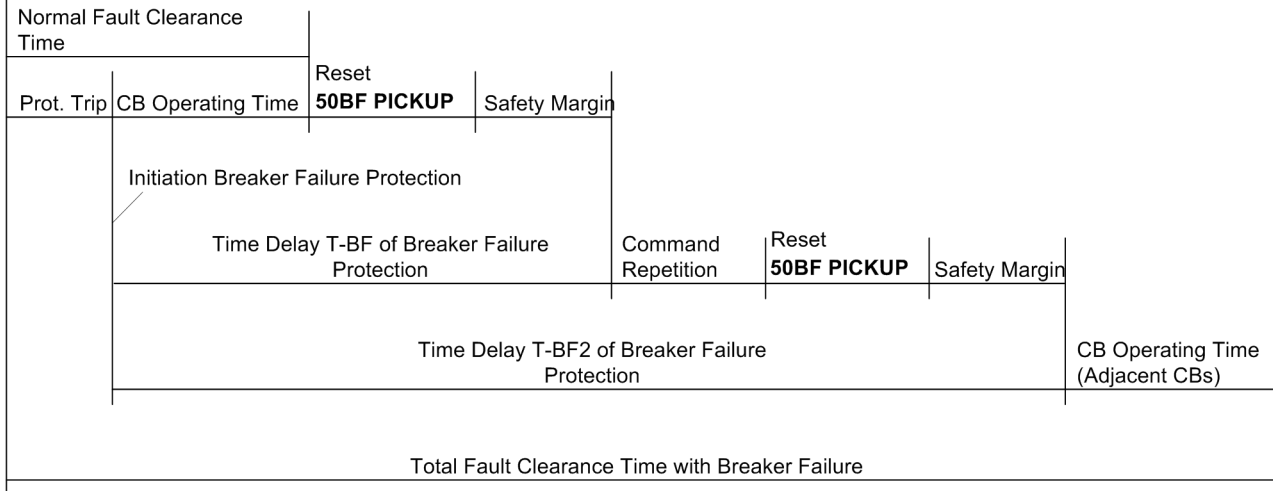 Normal Fault Clearance
Time
Prot. Trip
CB Operating Time
Reset
50BF PICKUP
Safety Margin
Initiation Breaker Failure Protection
Time Delay T-BF of Breaker Failure
Protection
Command
Repetition
Reset
50BF PICKUP
Safety Margin
Time Delay T-BF2 of Breaker Failure
Protection
CB Operating Time
(Adjacent CBs)
Total Fault Clearance Time with Breaker Failure